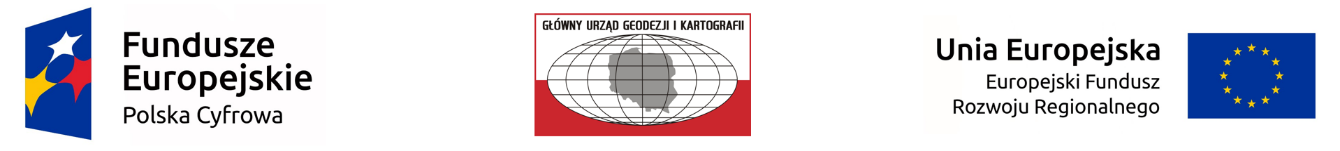 Fundusze
Europejskie
Polska Cyfrowa
GŁÓWNY URZĄD GEODEZJI I KARTOGRAFII
Unia Europejska
Europejski Fundusz
Rozwoju Regionalnego